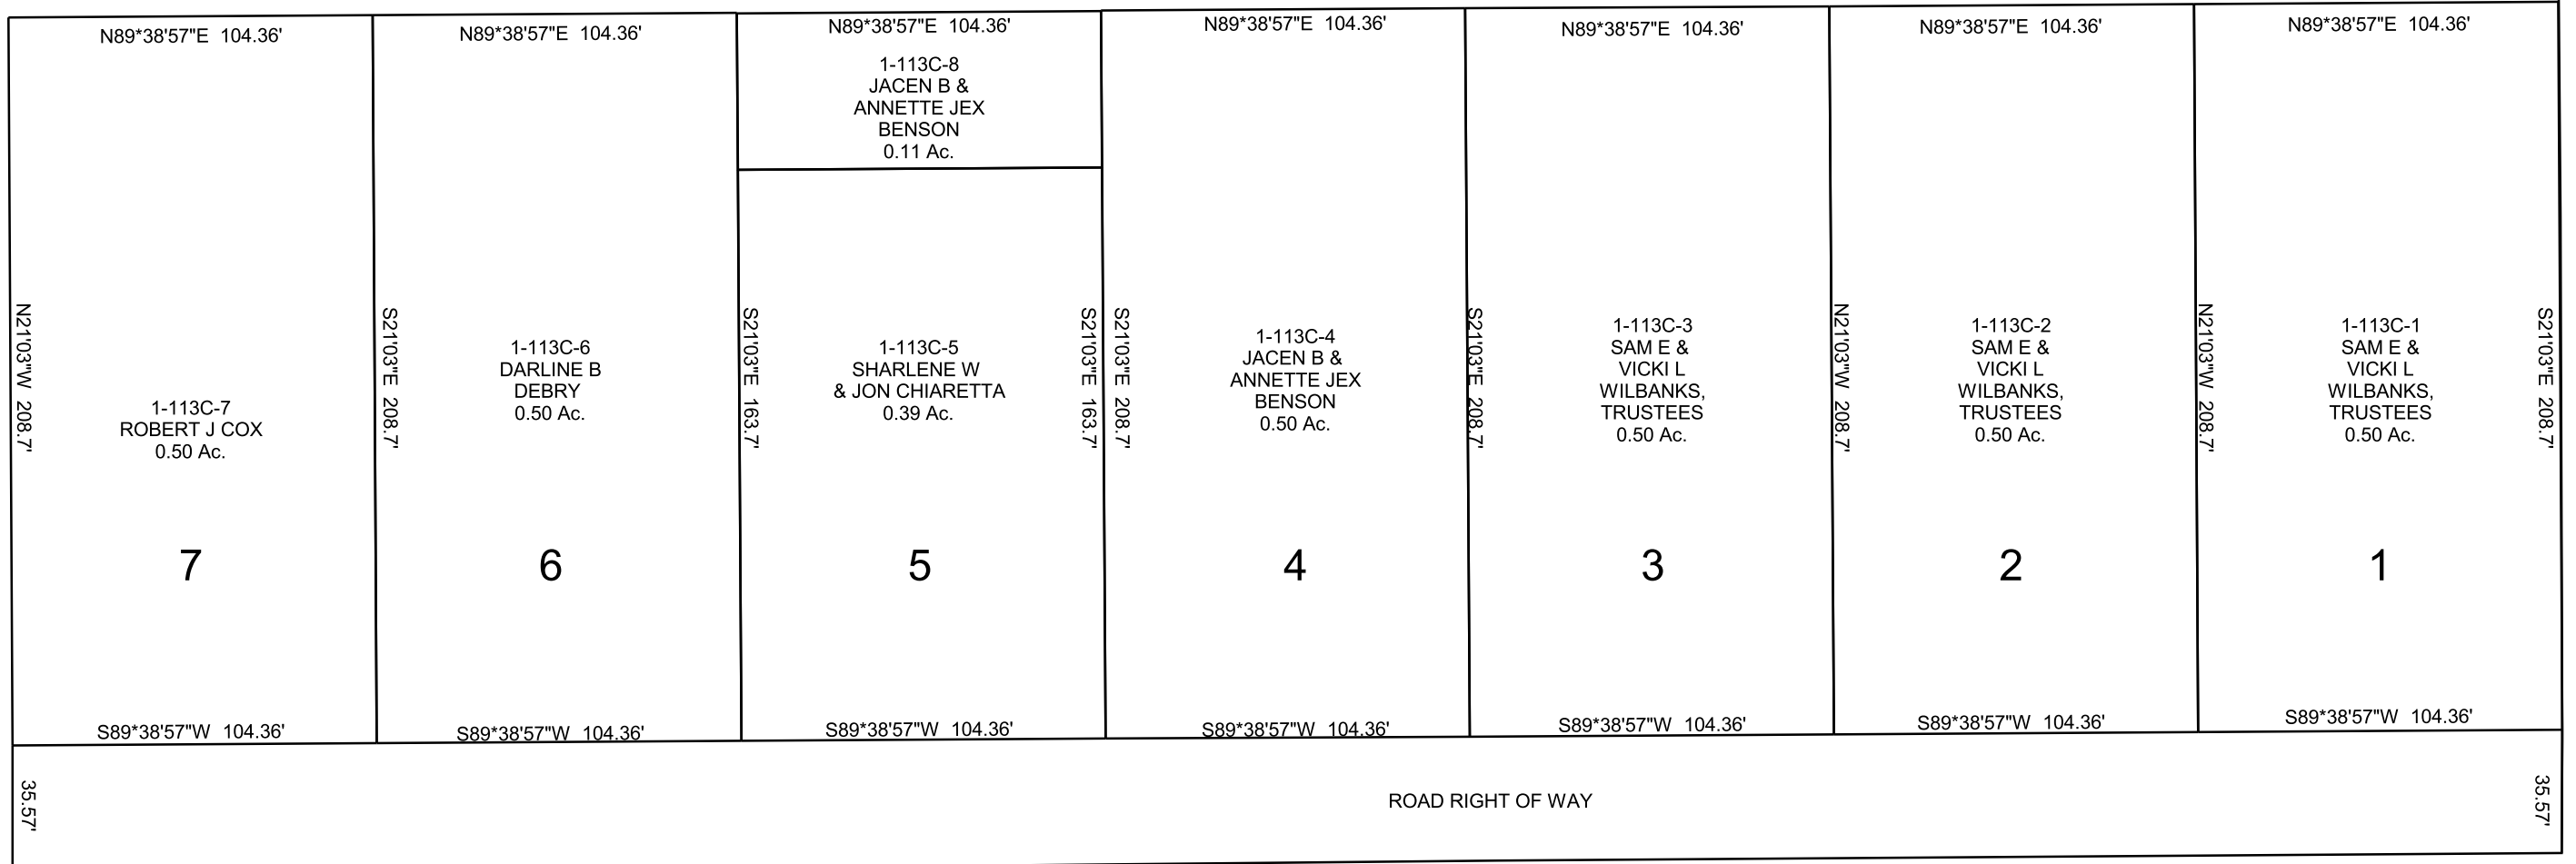 N89*38'57"E 104.36'
N89*38'57"E 104.36'
N89*38'57"E 104.36'
N89*38'57"E 104.36'
N89*38'57"E 104.36'
N89*38'57"E 104.36'
N89*38'57"E 104.36'
1-113C-8
JACEN B &
ANNETTE JEX
BENSON
0.11 Ac.
N21'03"W 208.7'
1-113C-7
ROBERT J COX
0.50 Ac.
7
S21'03"E 208.7'
1-113C-6
DARLINE B
DEBRY
0.50 Ac.
6
S21'03"E 163.7'
1-113C-5
SHARLENE W
& JON CHIARETTA
0.39 Ac.
5
S21'03"E 163.7'
S21'03"E 208.7'
1-113C-4
JACEN B &
ANNETTE JEX
BENSON
0.50 Ac.
4
S21'03"E 208.7'
1-113C-3
SAM E &
VICKI L
WILBANKS,
TRUSTEES
0.50 Ac.
3
N21'03"W 208.7'
1-113C-2
SAM E &
VICKI L
WILBANKS,
TRUSTEES
0.50 Ac.
2
N21'03"W 208.7'
1-113C-1
SAM E &
VICKI L
WILBANKS,
TRUSTEES
0.50 Ac.
1
S21'03"E 208.7'
S89*38'57"W 104.36'
S89*38'57"W 104.36'
S89*38'57"W 104.36'
S89*38'57"W 104.36'
S89*38'57"W 104.36'
S89*38'57"W 104.36'
S89*38'57"W 104.36'
35.57'
ROAD RIGHT OF WAY
35.57'